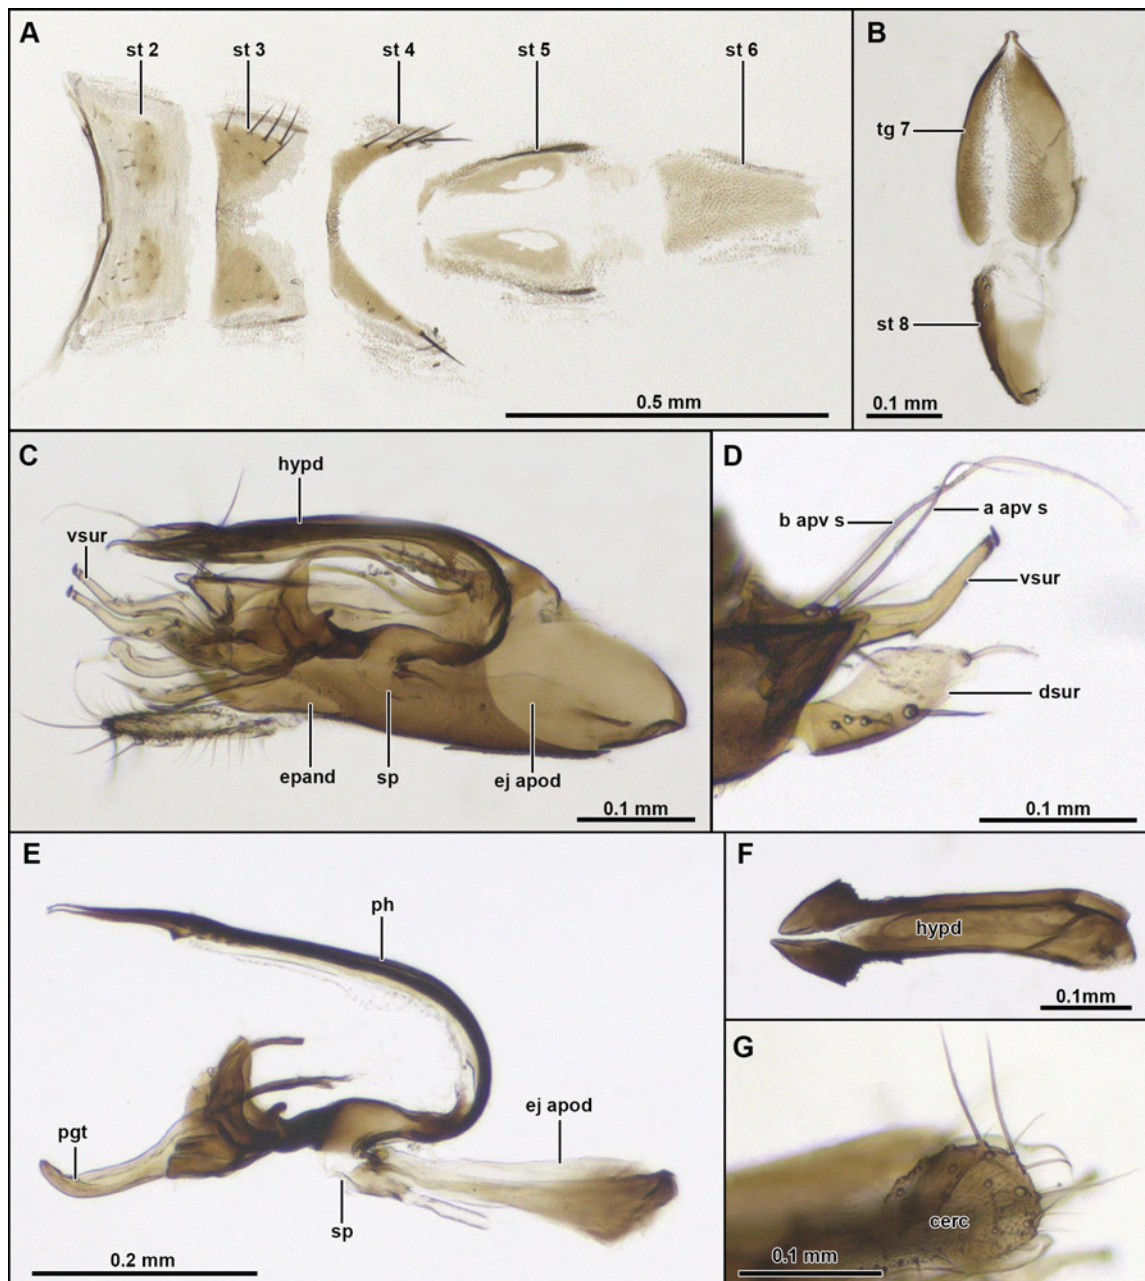 A
st 2
st 3
st 4
st 5
st 6
0.5 mm
B
tg 7
st 8
0.1 mm
C
hypd
vsur
epand
sp
ej apod
0.1 mm
D
b apv s
a apv s
vsur
dsur
0.1 mm
E
ph
pgt
sp
ej apod
0.2 mm
F
hypd
0.1mm
G
cerc
0.1 mm